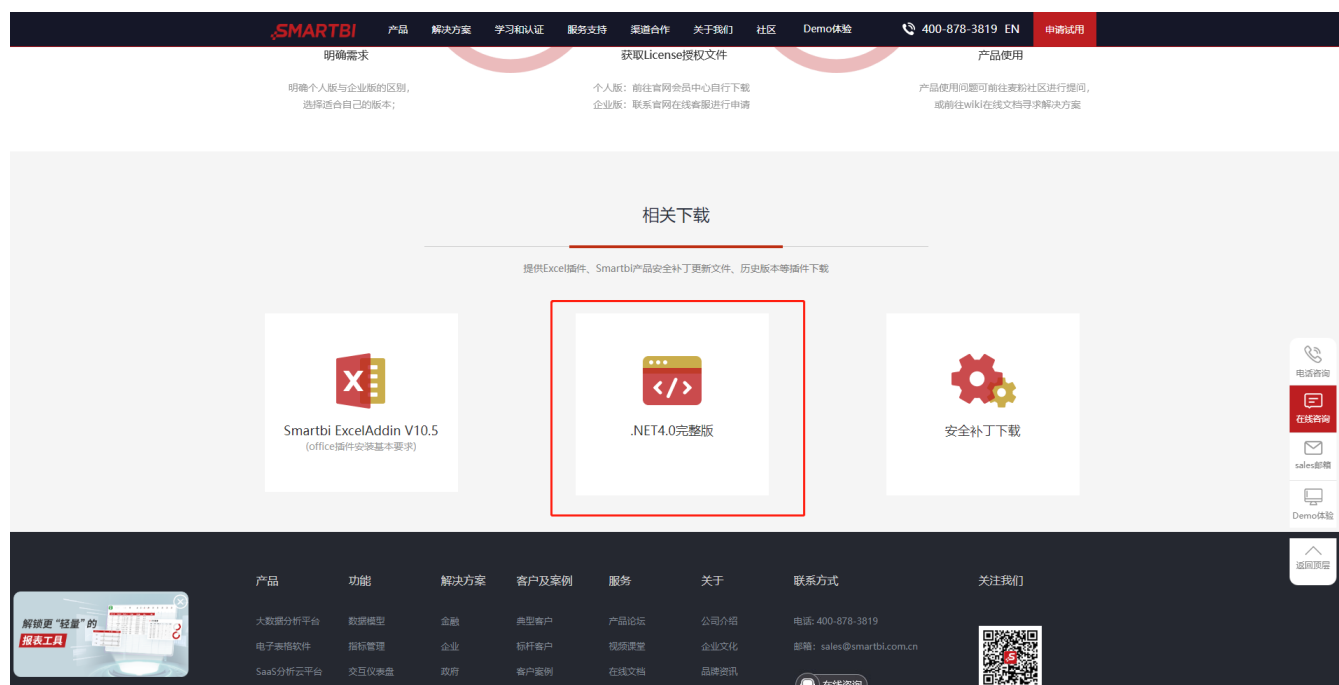 SMARTBI 产品 解决方案 学习和认证 服务支持 渠道合作 关于我们 社区 Demo体验 400-878-3819 EN 申请试用
明确需求
明确个人版与企业版的区别,
选择适合自己的版本;
获取License授权文件
个人版：前往官网会员中心自行下载
企业版：联系官网在线客服进行申请
产品使用
产品使用问题可前往麦粉社区进行提问,
或前往wiki在线文档寻求解决方案
相关下载
提供Excel插件、Smartbi产品安全补丁更新文件、历史版本等插件下载
Smartbi ExcelAddin V10.5
(office插件安装基本要求)
.NET4.0完整版
安全补丁下载
电话咨询
在线咨询
sales邮箱
Demo体验
返回顶层
产品 功能 解决方案 客户及案例 服务 关于 联系方式 关注我们
大数据分析平台 数据模型 金融 典型客户 产品论坛 公司介绍 电话: 400-878-3819
电子表格软件 指标管理 企业 标杆客户 视频课堂 企业文化 邮箱：sales@smartbi.com.cn
SaaS分析云平台 交互仪表盘 政府 客户案例 在线文档 品牌资讯 在线咨询
解锁更“轻量”的
报表工具